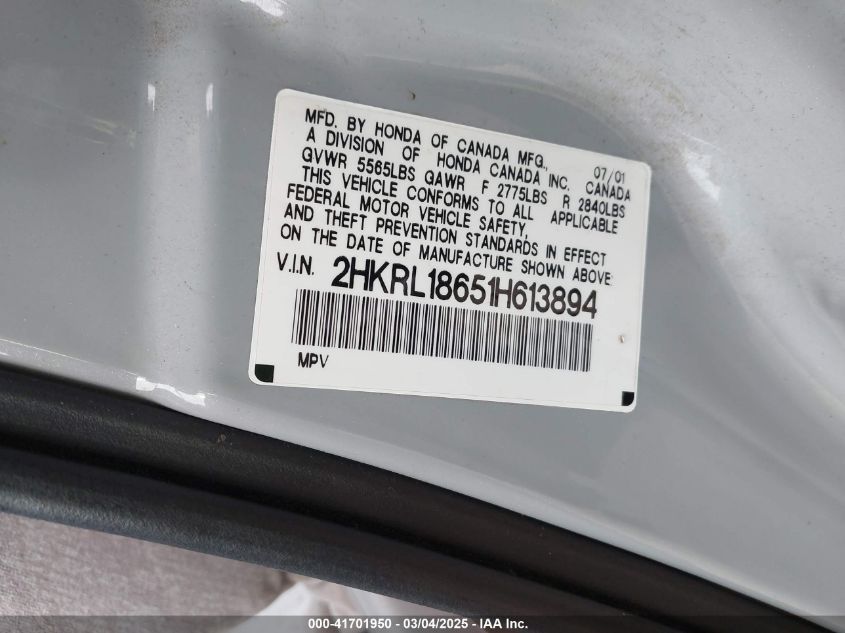 MFD. BY HONDA OF CANADA MFG., 07/01
A DIVISION OF HONDA CANADA INC. CANADA
GVWR 5565LBS GAWR F 2775LBS R 2840LBS
THIS VEHICLE CONFORMS TO ALL APPLICABLE
FEDERAL MOTOR VEHICLE SAFETY,
AND THEFT PREVENTION STANDARDS IN EFFECT
ON THE DATE OF MANUFACTURE SHOWN ABOVE
V.I.N. 2HKRL18651H613894
MPV
000-41701950 - 03/04/2025 - IAA Inc.